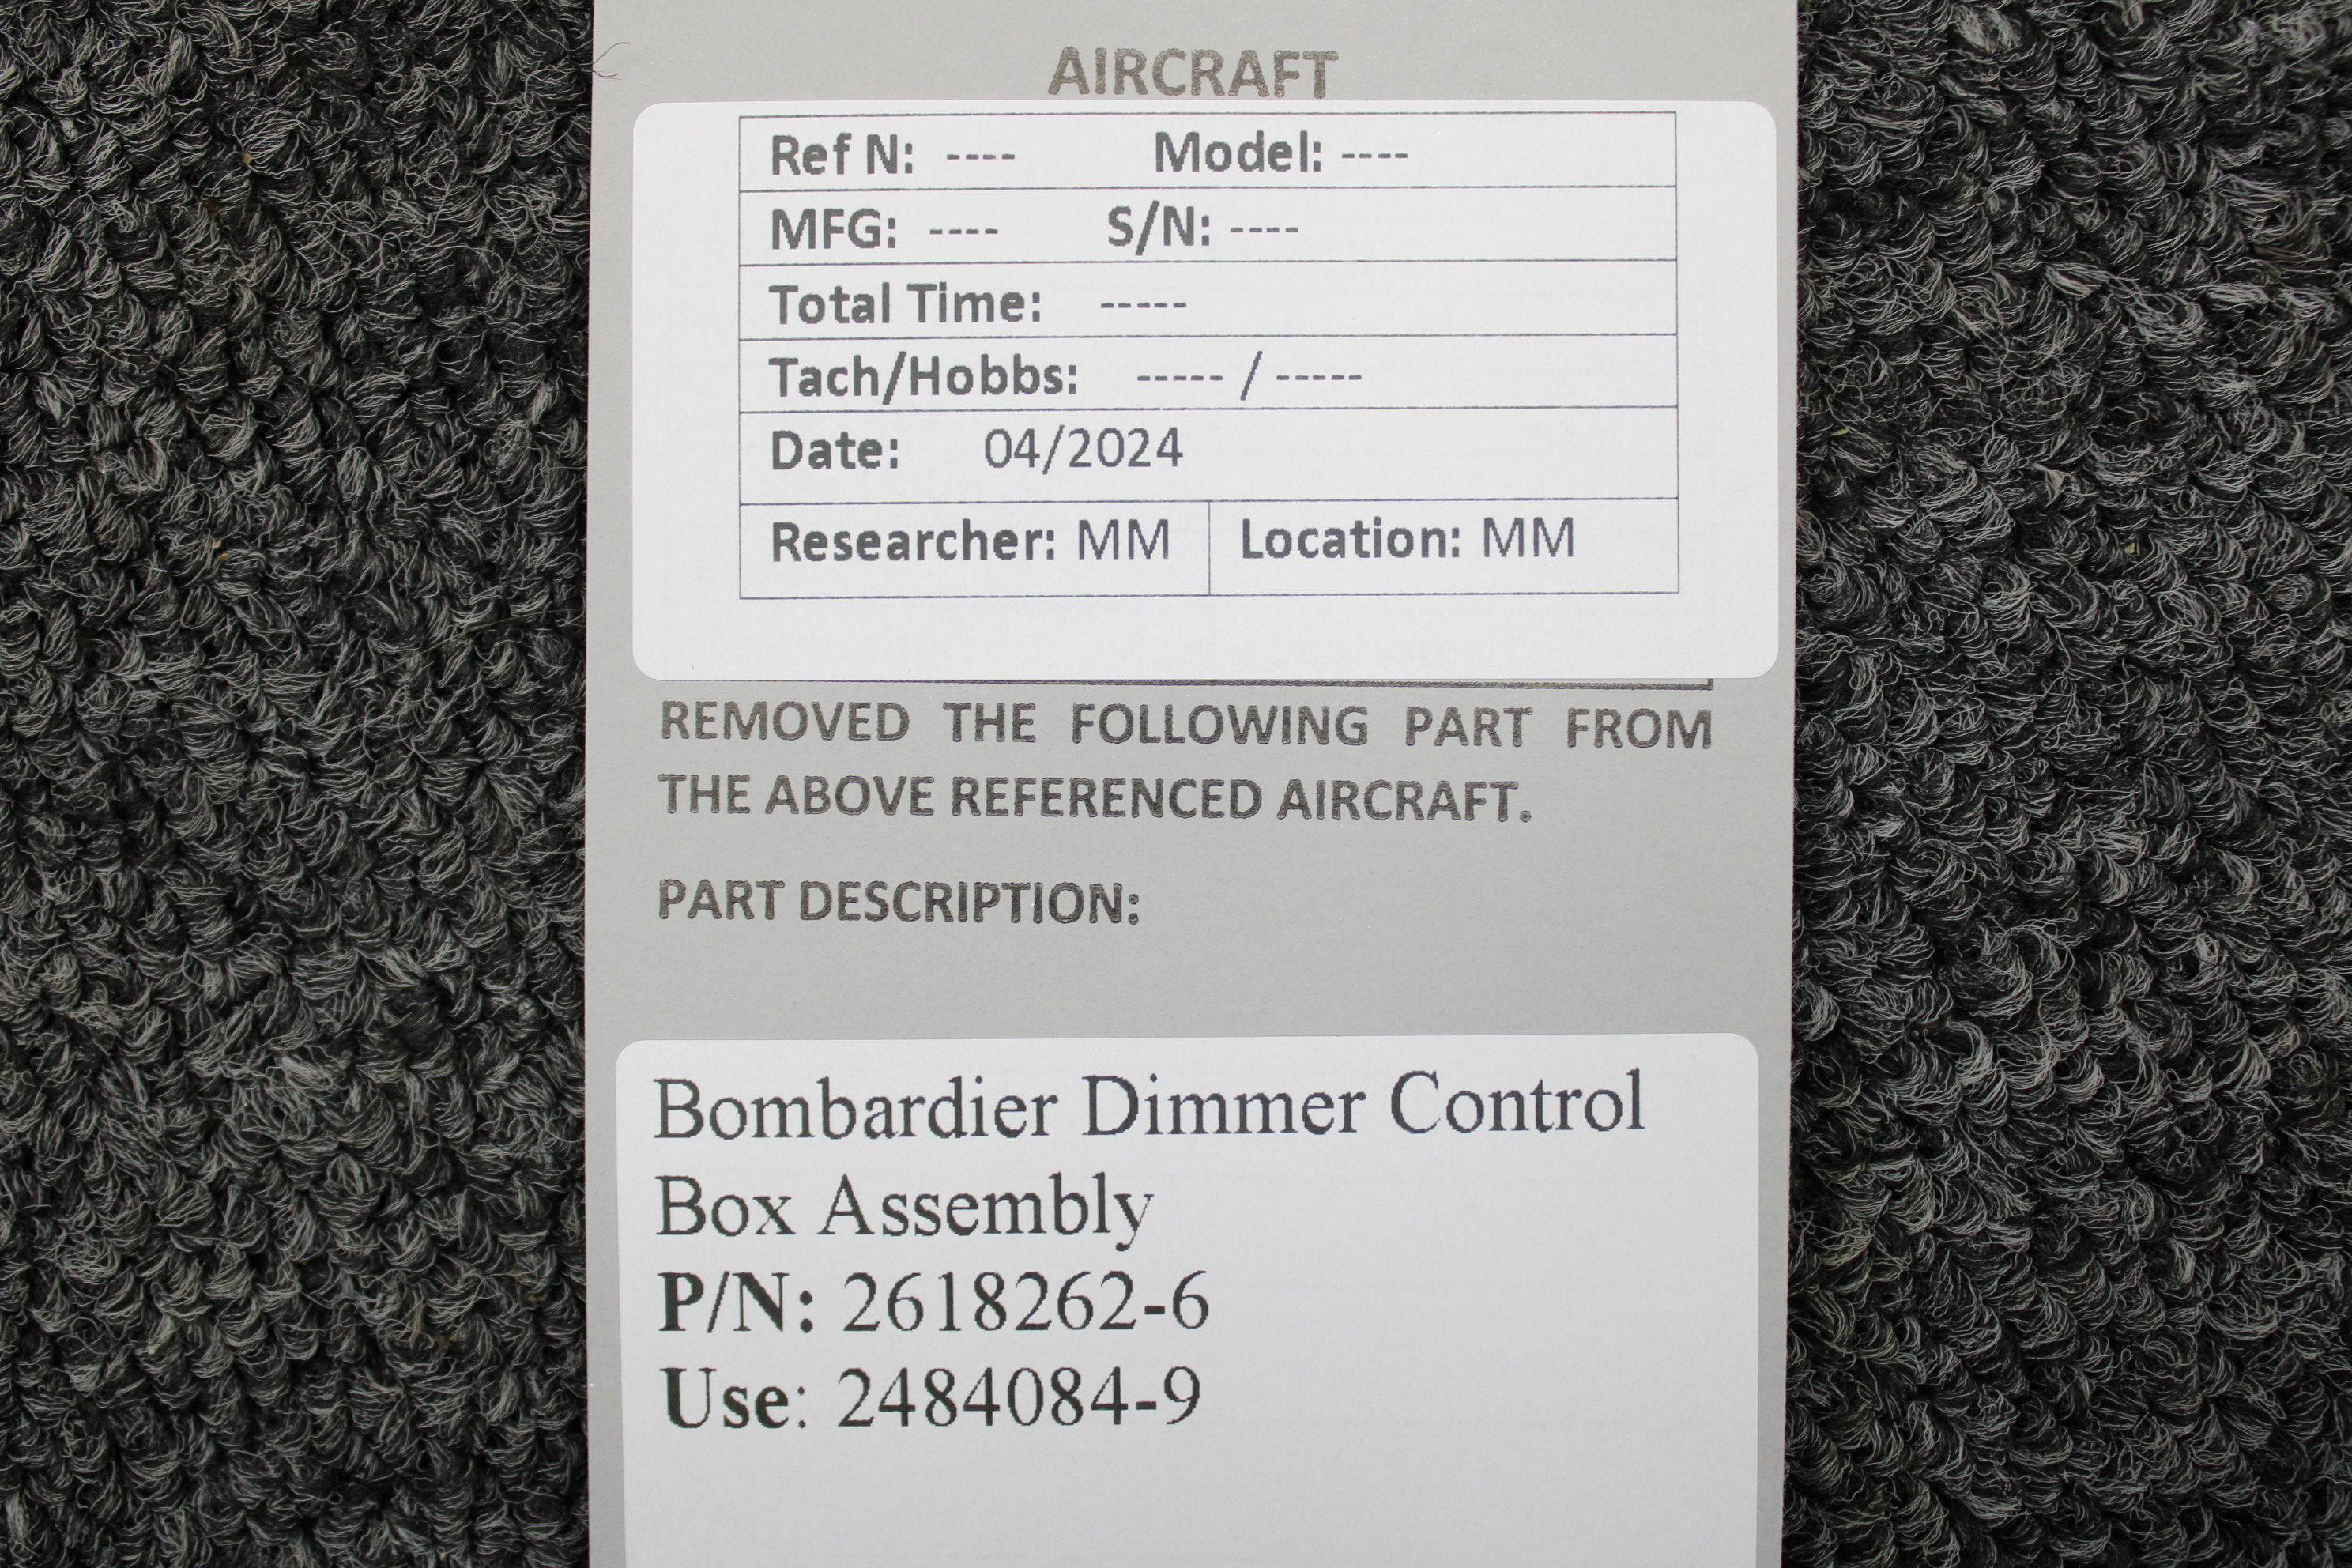 AIRCRAFT
Ref N: ---- Model: ----
MFG: ---- S/N: ----
Total Time: -----
Tach/Hobbs: ----- / -----
Date: 04/2024
Researcher: MM Location: MM
REMOVED THE FOLLOWING PART FROM
THE ABOVE REFERENCED AIRCRAFT.
PART DESCRIPTION:
Bombardier Dimmer Control
Box Assembly
P/N: 2618262-6
Use: 2484084-9